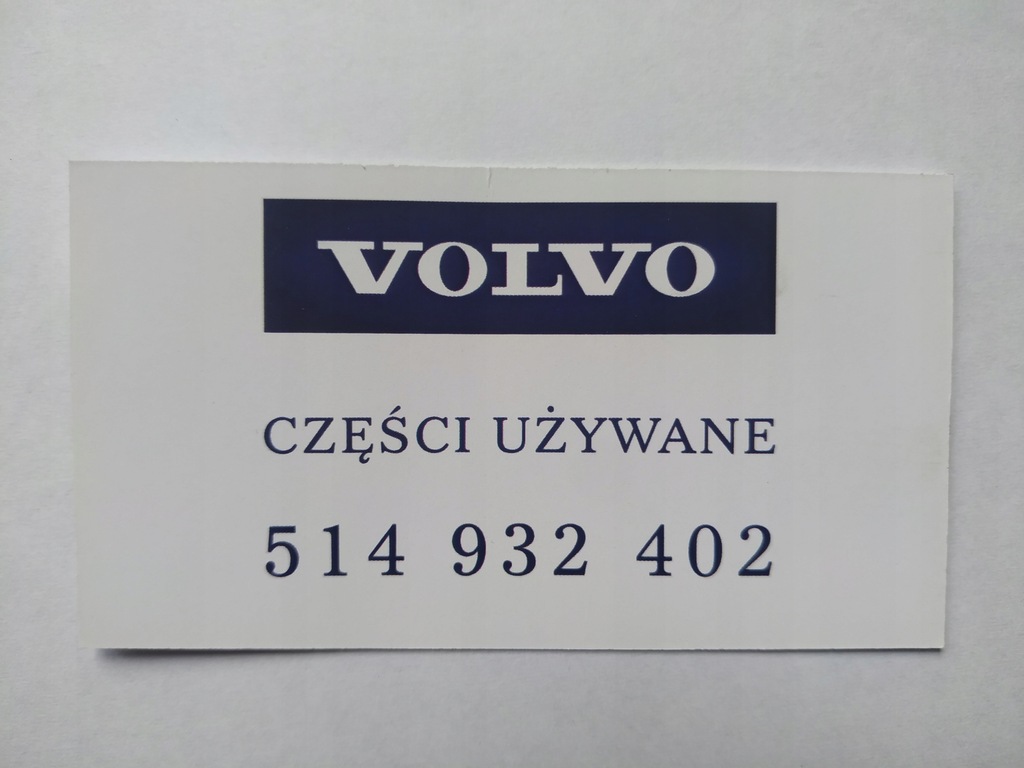 VOLVO
CZĘŚCI UŻYWANE
514 932 402